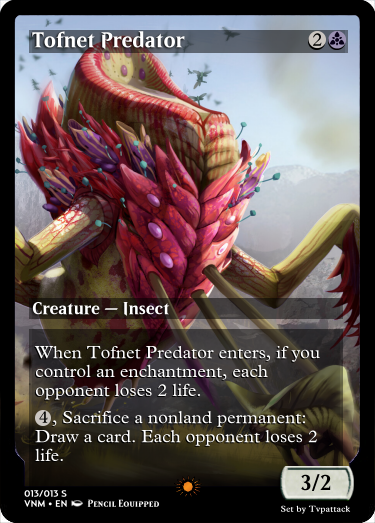 Tofnet Predator 2
Creature — Insect
When Tofnet Predator enters, if you
control an enchantment, each
opponent loses 2 life.
4, Sacrifice a nonland permanent:
Draw a card. Each opponent loses 2
life.
3/2
013/013 S
VNM • EN Pencil Equipped
Set by Tvpattack